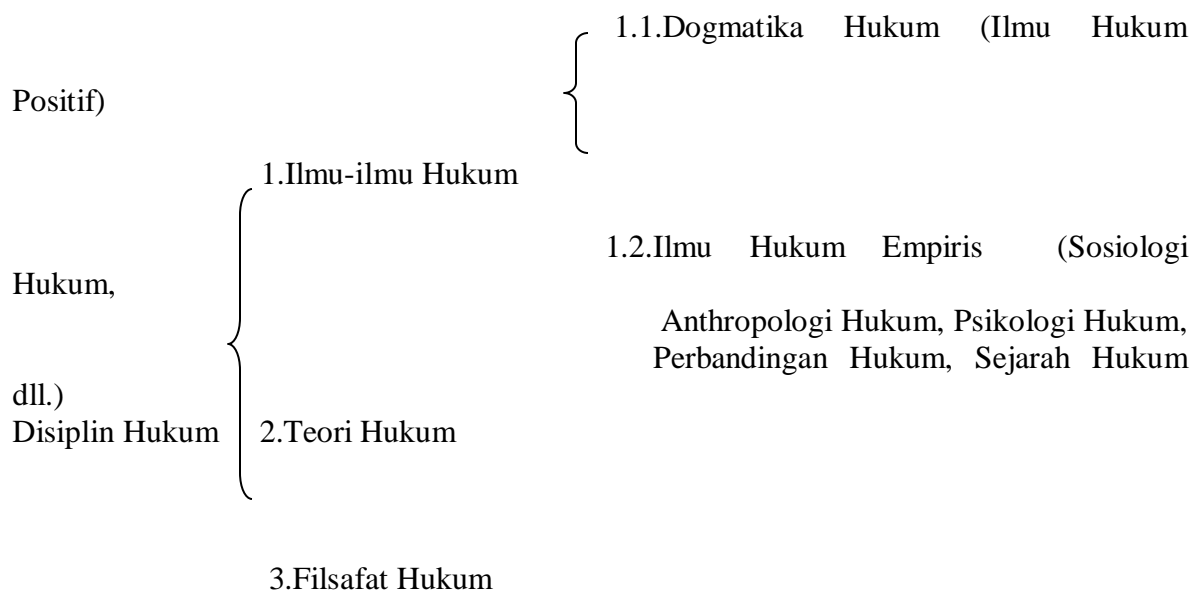 1.1.Dogmatika Hukum (Ilmu Hukum
Positif)
1.Ilmu-ilmu Hukum
1.2.Ilmu Hukum Empiris (Sosiologi
Hukum,
Anthropologi Hukum, Psikologi Hukum,
Perbandingan Hukum, Sejarah Hukum
dll.)
Disiplin Hukum 2.Teori Hukum
3.Filsafat Hukum